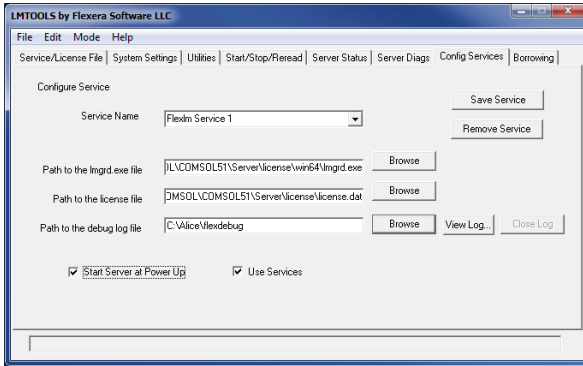 LMTOOLS by Flexera Software LLC
File Edit Mode Help
Service/License File System Settings Utilities Start/Stop/Reread Server Status Server Diags Config Services Borrowing
Configure Service
Save Service
Service Name Flexlm Service 1
Remove Service
Path to the lmgrd.exe file OL\COMSOL51\Server\license\win64\lmgrd.exe Browse
Path to the license file OMSOL\COMSOL51\Server\license\license.dat Browse
Path to the debug log file C:\Alice\flexdebug Browse View Log... Close Log
Start Server at Power Up Use Services